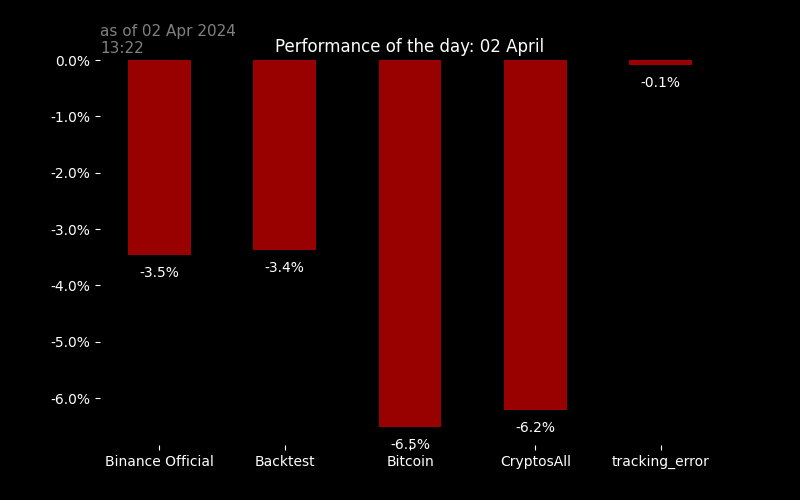 as of 02 Apr 2024
13:22
Performance of the day: 02 April
0.0%
-1.0%
-2.0%
-3.0%
-4.0%
-5.0%
-6.0%
-3.5%
-3.4%
-6.5%
-6.2%
-0.1%
Binance Official
Backtest
Bitcoin
CryptosAll
tracking_error